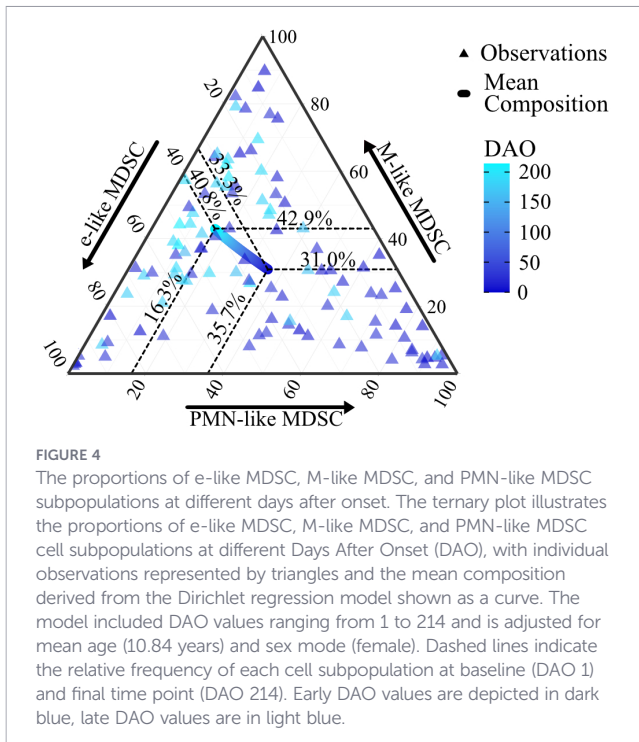 100
20
80
40
60
60
40
80
20
100
20
40
60
80
100
e-like MDSC
M-like MDSC
PMN-like MDSC
33.3%
40.8%
42.9%
31.0%
16.3%
35.7%
Observations
Mean
Composition
DAO
200
150
100
50
0
FIGURE 4
The proportions of e-like MDSC, M-like MDSC, and PMN-like MDSC
subpopulations at different days after onset. The ternary plot illustrates
the proportions of e-like MDSC, M-like MDSC, and PMN-like MDSC
cell subpopulations at different Days After Onset (DAO), with individual
observations represented by triangles and the mean composition
derived from the Dirichlet regression model shown as a curve. The
model included DAO values ranging from 1 to 214 and is adjusted for
mean age (10.84 years) and sex mode (female). Dashed lines indicate
the relative frequency of each cell subpopulation at baseline (DAO 1)
and final time point (DAO 214). Early DAO values are depicted in dark
blue, late DAO values are in light blue.